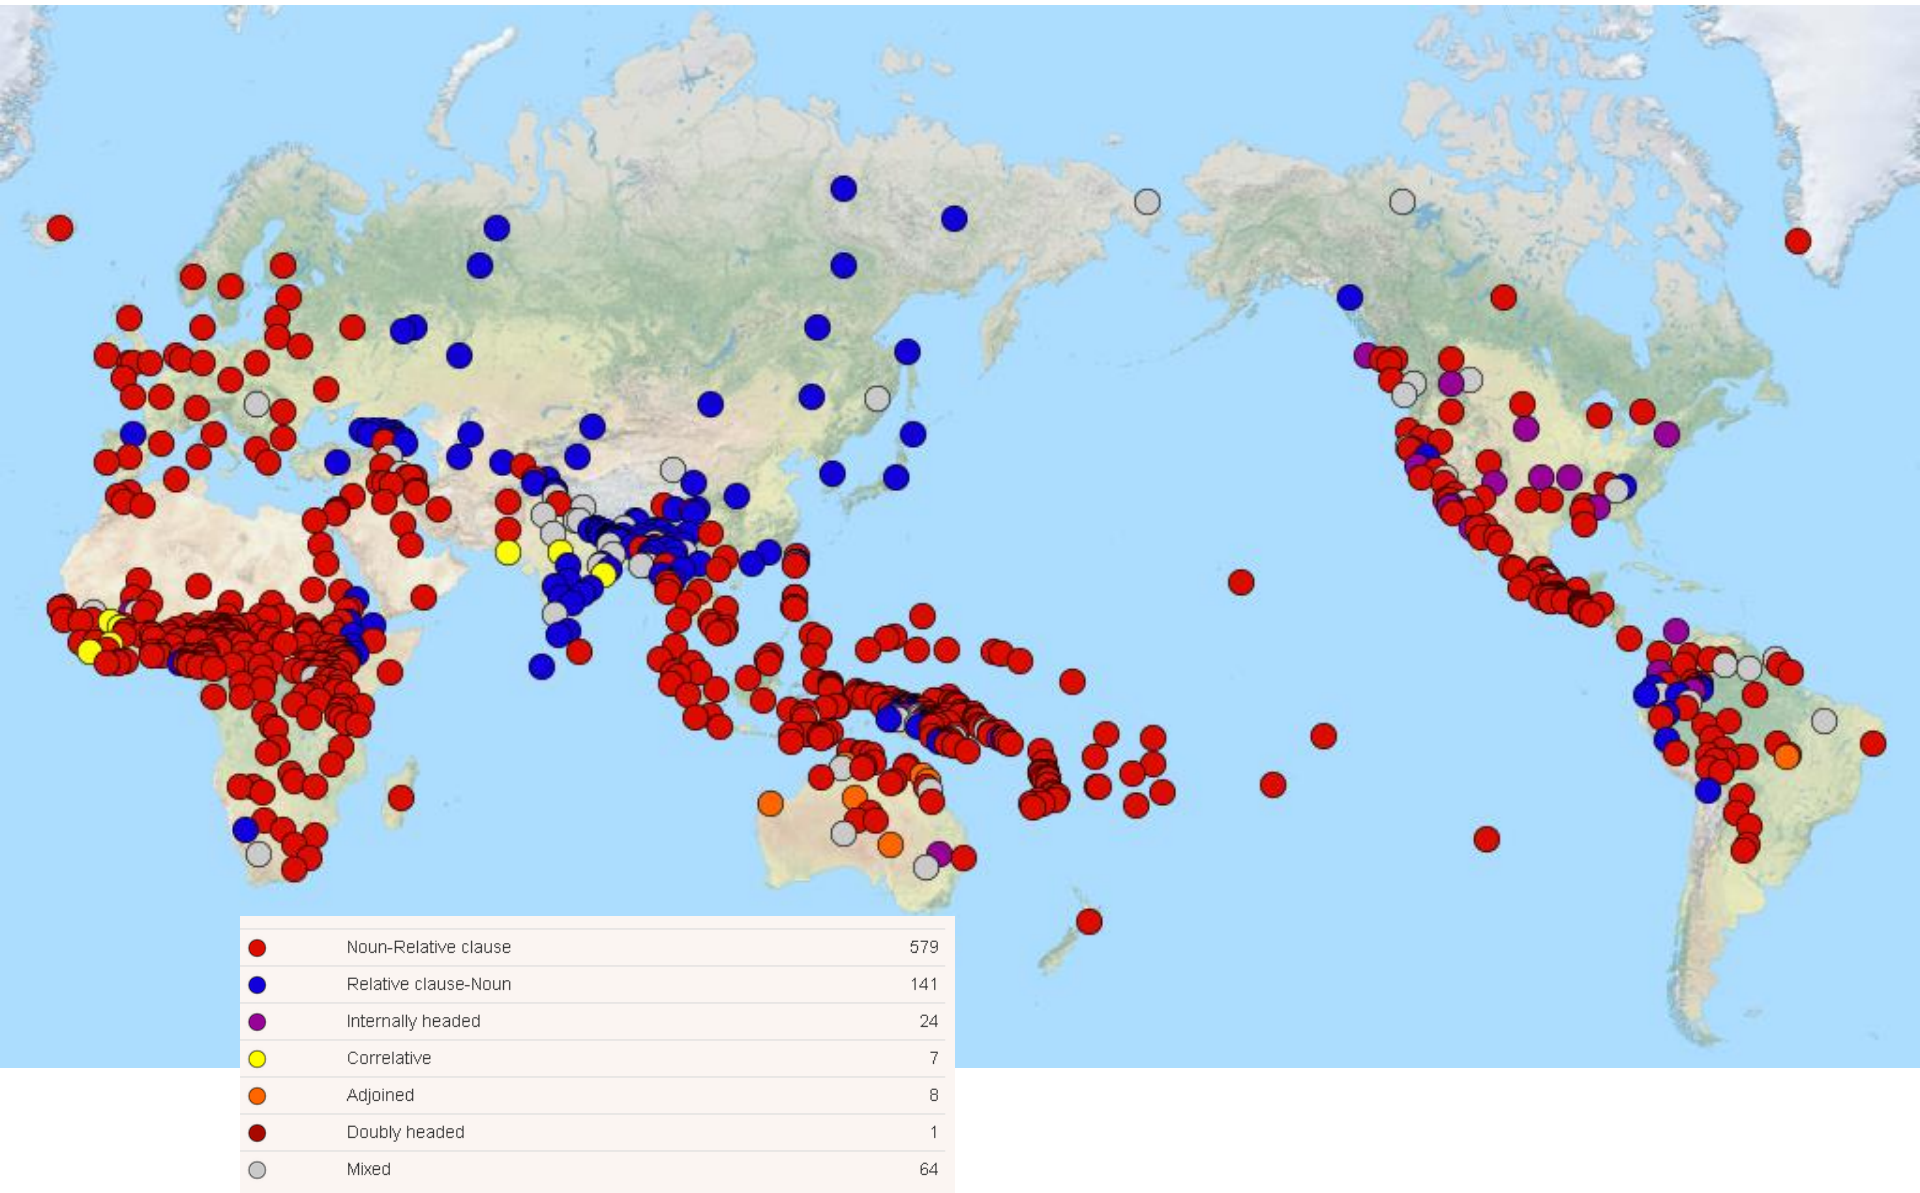 Noun-Relative clause 579
Relative clause-Noun 141
Internally headed 24
Correlative 7
Adjoined 8
Doubly headed 1
Mixed 64